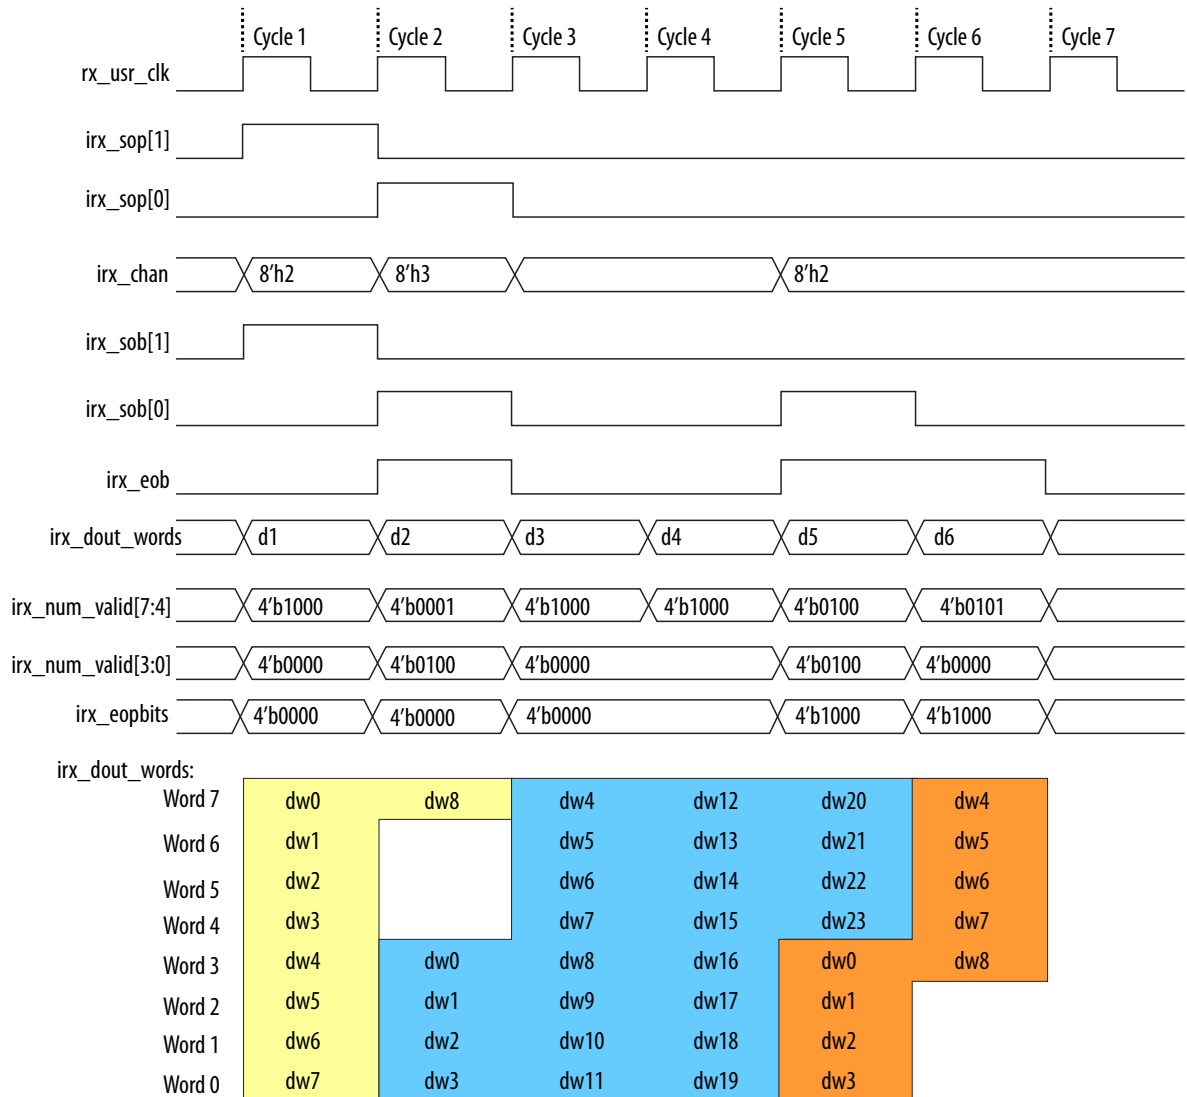 Cycle 1 Cycle 2 Cycle 3 Cycle 4 Cycle 5 Cycle 6 Cycle 7
rx_usr_clk
irx_sop[1]
irx_sop[0]
irx_chan 8’h2 8’h3 8’h2
irx_sob[1]
irx_sob[0]
irx_eob
irx_dout_words d1 d2 d3 d4 d5 d6
irx_num_valid[7:4] 4’b1000 4’b0001 4’b1000 4’b1000 4’b0100 4’b0101
irx_num_valid[3:0] 4’b0000 4’b0100 4’b0000 4’b0100 4’b0000
irx_eopbits 4’b0000 4’b0000 4’b0000 4’b1000 4’b1000
irx_dout_words:
Word 7 dw0 dw8 dw4 dw12 dw20 dw4
Word 6 dw1 dw5 dw13 dw21 dw5
Word 5 dw2 dw6 dw14 dw22 dw6
Word 4 dw3 dw7 dw15 dw23 dw7
Word 3 dw4 dw0 dw8 dw16 dw0 dw8
Word 2 dw5 dw1 dw9 dw17 dw1
Word 1 dw6 dw2 dw10 dw18 dw2
Word 0 dw7 dw3 dw11 dw19 dw3